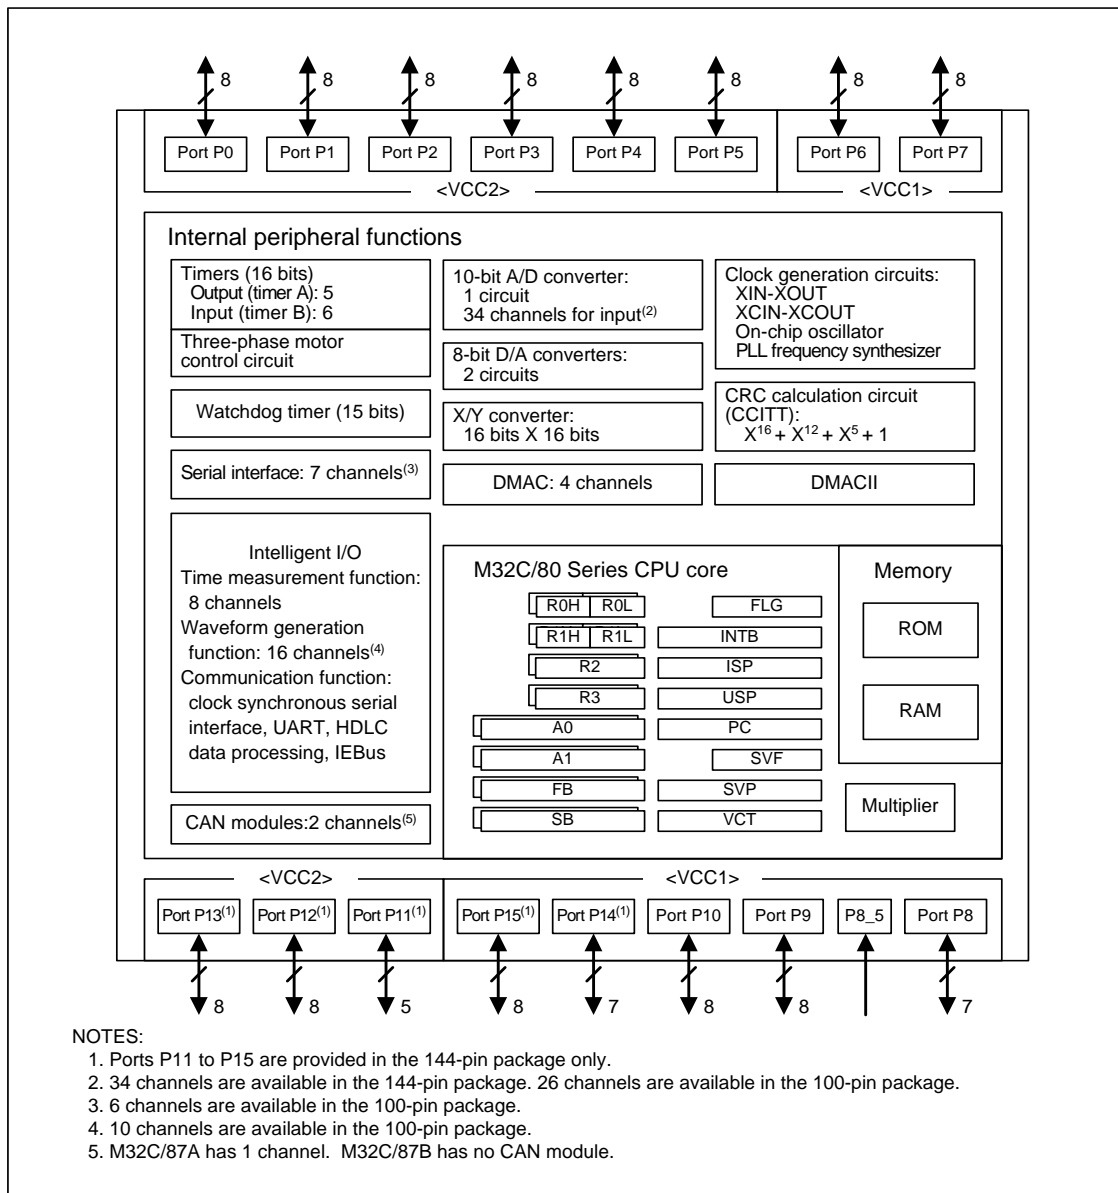 8 8 8 8 8 8 8 8
Port P0 Port P1 Port P2 Port P3 Port P4 Port P5 Port P6 Port P7
<VCC2> <VCC1>
Internal peripheral functions
Timers (16 bits)
Output (timer A): 5
Input (timer B): 6
Three-phase motor
control circuit
Watchdog timer (15 bits)
Serial interface: 7 channels(3)
Intelligent I/O
Time measurement function:
8 channels
Waveform generation
function: 16 channels(4)
Communication function:
clock synchronous serial
interface, UART, HDLC
data processing, IEBus
CAN modules:2 channels(5)
10-bit A/D converter:
1 circuit
34 channels for input(2)
8-bit D/A converters:
2 circuits
X/Y converter:
16 bits X 16 bits
DMAC: 4 channels
Clock generation circuits:
XIN-XOUT
XCIN-XCOUT
On-chip oscillator
PLL frequency synthesizer
CRC calculation circuit
(CCITT):
X16 + X12 + X5 + 1
DMACII
M32C/80 Series CPU core
R0H R0L FLG
R1H R1L INTB
R2 ISP
R3 USP
A0 PC
A1 SVF
FB SVP
SB VCT
Memory
ROM
RAM
Multiplier
<VCC2> <VCC1>
Port P13(1) Port P12(1) Port P11(1) Port P15(1) Port P14(1) Port P10 Port P9 P8_5 Port P8
8 8 5 8 7 8 8 7
NOTES:
1. Ports P11 to P15 are provided in the 144-pin package only.
2. 34 channels are available in the 144-pin package. 26 channels are available in the 100-pin package.
3. 6 channels are available in the 100-pin package.
4. 10 channels are available in the 100-pin package.
5. M32C/87A has 1 channel. M32C/87B has no CAN module.